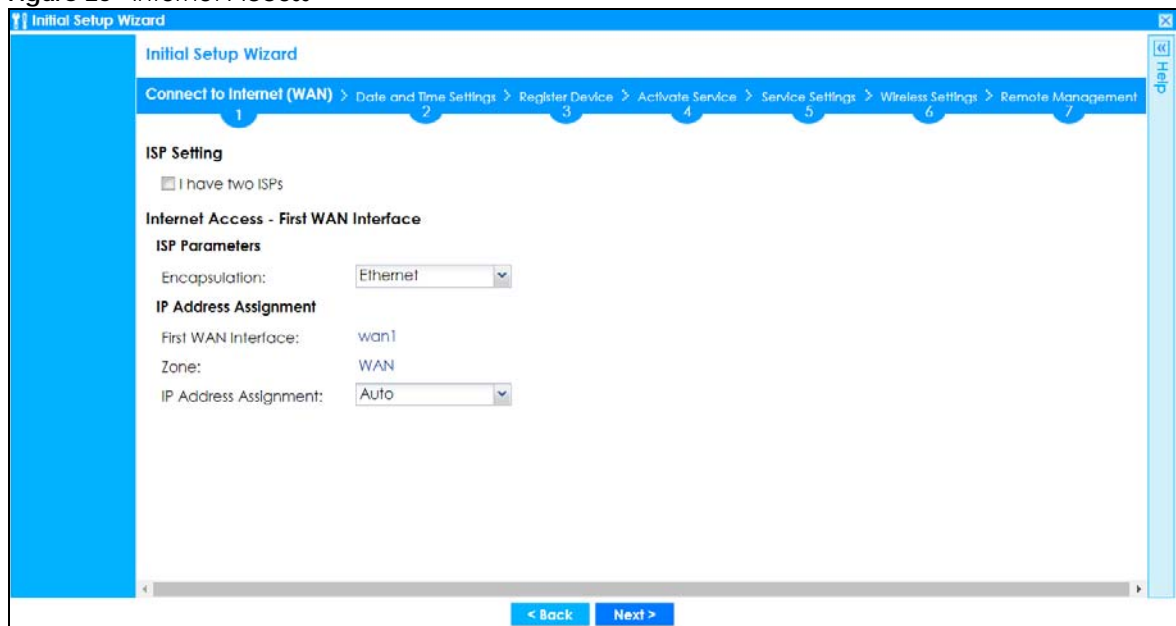 Initial Setup Wizard
Initial Setup Wizard
« Help
Connect to Internet (WAN) > Date and Time Settings > Register Device > Activate Service > Service Settings > Wireless Settings > Remote Management
1 2 3 4 5 6 7
ISP Setting
I have two ISPs
Internet Access - First WAN Interface
ISP Parameters
Encapsulation: Ethernet
IP Address Assignment
First WAN Interface: wan1
Zone: WAN
IP Address Assignment: Auto
< Back Next >